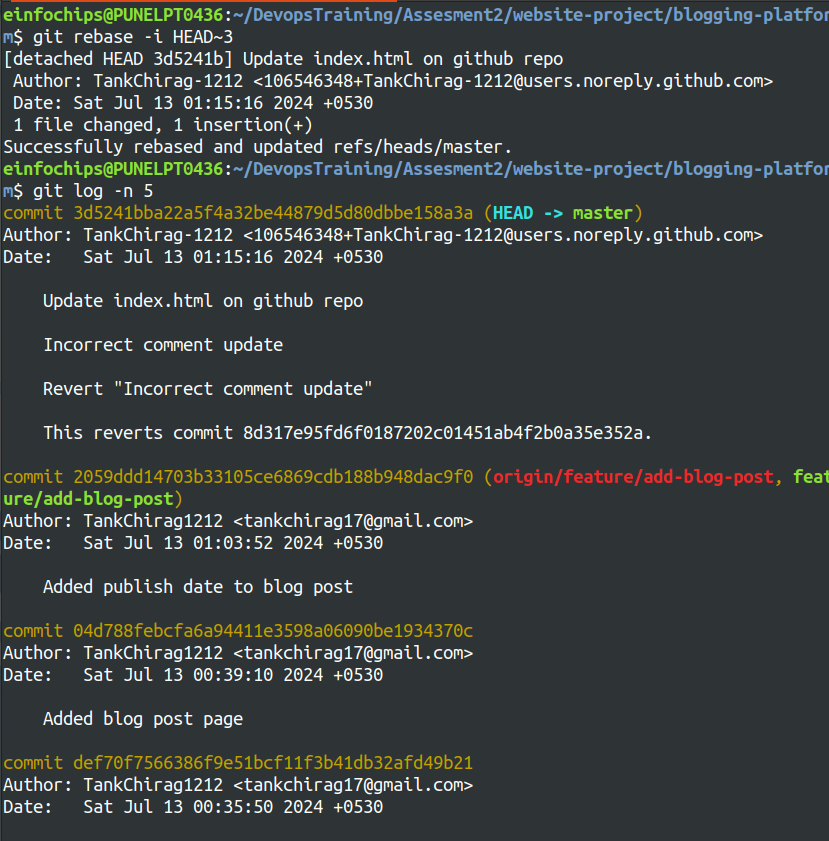 einfochips@PUNELPT0436:~/DevopsTraining/Assesment2/website-project/blogging-platfor
m$ git rebase -i HEAD~3
[detached HEAD 3d5241b] Update index.html on github repo
 Author: TankChirag-1212 <106546348+TankChirag-1212@users.noreply.github.com>
 Date: Sat Jul 13 01:15:16 2024 +0530
 1 file changed, 1 insertion(+)
Successfully rebased and updated refs/heads/master.
einfochips@PUNELPT0436:~/DevopsTraining/Assesment2/website-project/blogging-platfor
m$ git log -n 5
commit 3d5241bba22a5f4a32be44879d5d80dbbe158a3a (HEAD -> master)
Author: TankChirag-1212 <106546348+TankChirag-1212@users.noreply.github.com>
Date:   Sat Jul 13 01:15:16 2024 +0530
    Update index.html on github repo
    Incorrect comment update
    Revert "Incorrect comment update"
    This reverts commit 8d317e95fd6f0187202c01451ab4f2b0a35e352a.
commit 2059ddd14703b33105ce6869cdb188b948dac9f0 (origin/feature/add-blog-post, feat
ure/add-blog-post)
Author: TankChirag1212 <tankchirag17@gmail.com>
Date:   Sat Jul 13 01:03:52 2024 +0530
    Added publish date to blog post
commit 04d788febcfa6a94411e3598a06090be1934370c
Author: TankChirag1212 <tankchirag17@gmail.com>
Date:   Sat Jul 13 00:39:10 2024 +0530
    Added blog post page
commit def70f7566386f9e51bcf11f3b41db32afd49b21
Author: TankChirag1212 <tankchirag17@gmail.com>
Date:   Sat Jul 13 00:35:50 2024 +0530